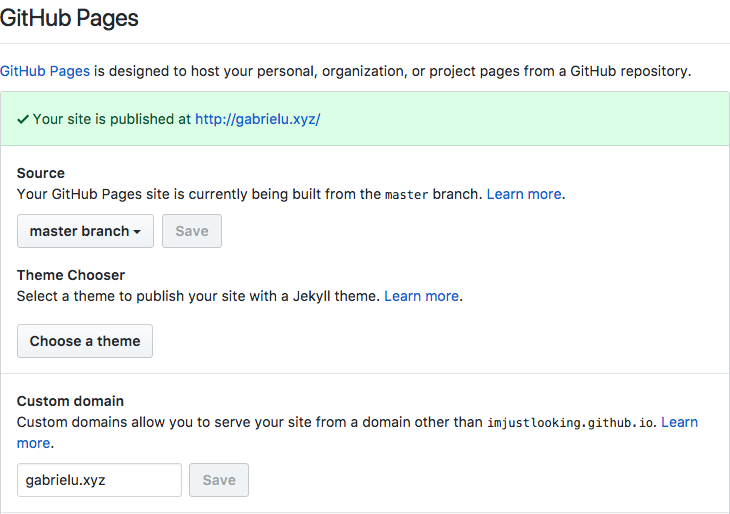 GitHub Pages
GitHub Pages is designed to host your personal, organization, or project pages from a GitHub repository.
Your site is published at http://gabrielu.xyz/
Source
Your GitHub Pages site is currently being built from the master branch. Learn more.
master branch
Save
Theme Chooser
Select a theme to publish your site with a Jekyll theme. Learn more.
Choose a theme
Custom domain
Custom domains allow you to serve your site from a domain other than imjustlooking.github.io. Learn
more.
gabrielu.xyz
Save